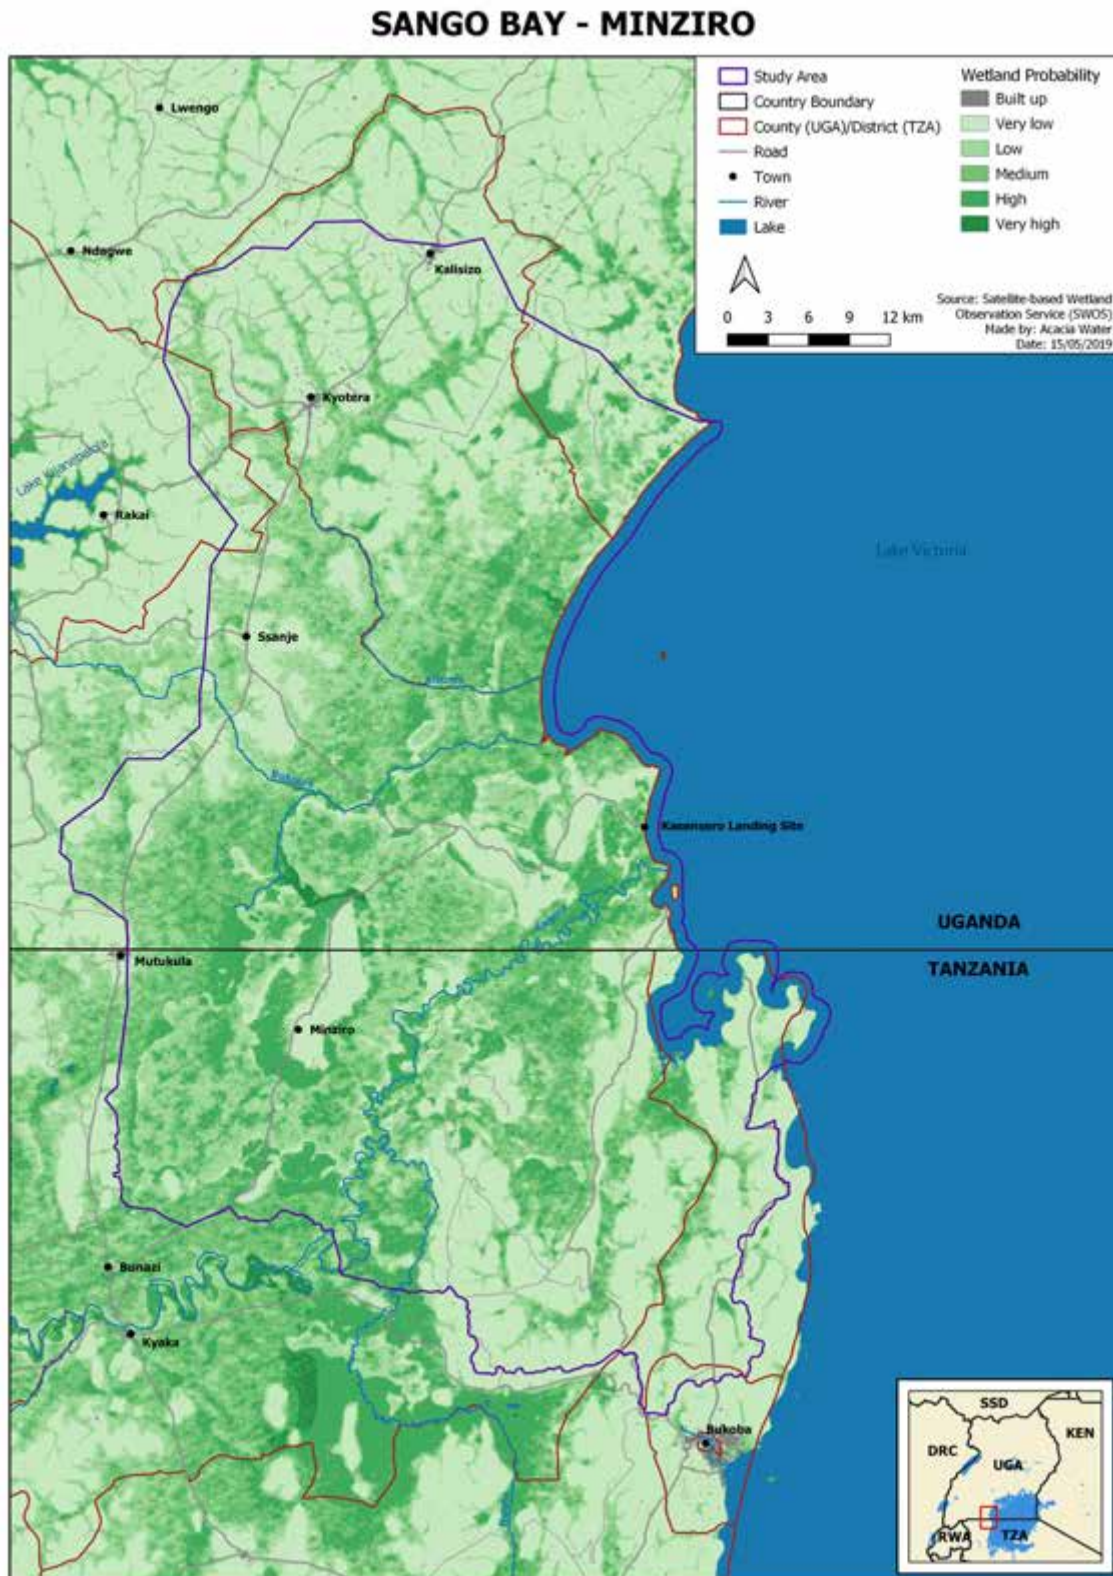 SANGO BAY - MINZIRO
Study Area
Country Boundary
County (UGA)/District (TZA)
Road
Town
River
Lake
Wetland Probability
Built up
Very low
Low
Medium
High
Very high
0 3 6 9 12 km
Source: Satellite-based Wetland
Observation Service (SWOS)
Made by: Acacia Water
Date: 15/05/2019
Lwengo
Ndagwe
Kalisizo
Kyotera
Lake
Rakai
Lake Victoria
Ssanje
Kasensero Landing Site
UGANDA
TANZANIA
Mutukula
Minziro
Bunazi
Kyaka
Bukoba
SSD
KEN
DRC
UGA
RWA
TZA